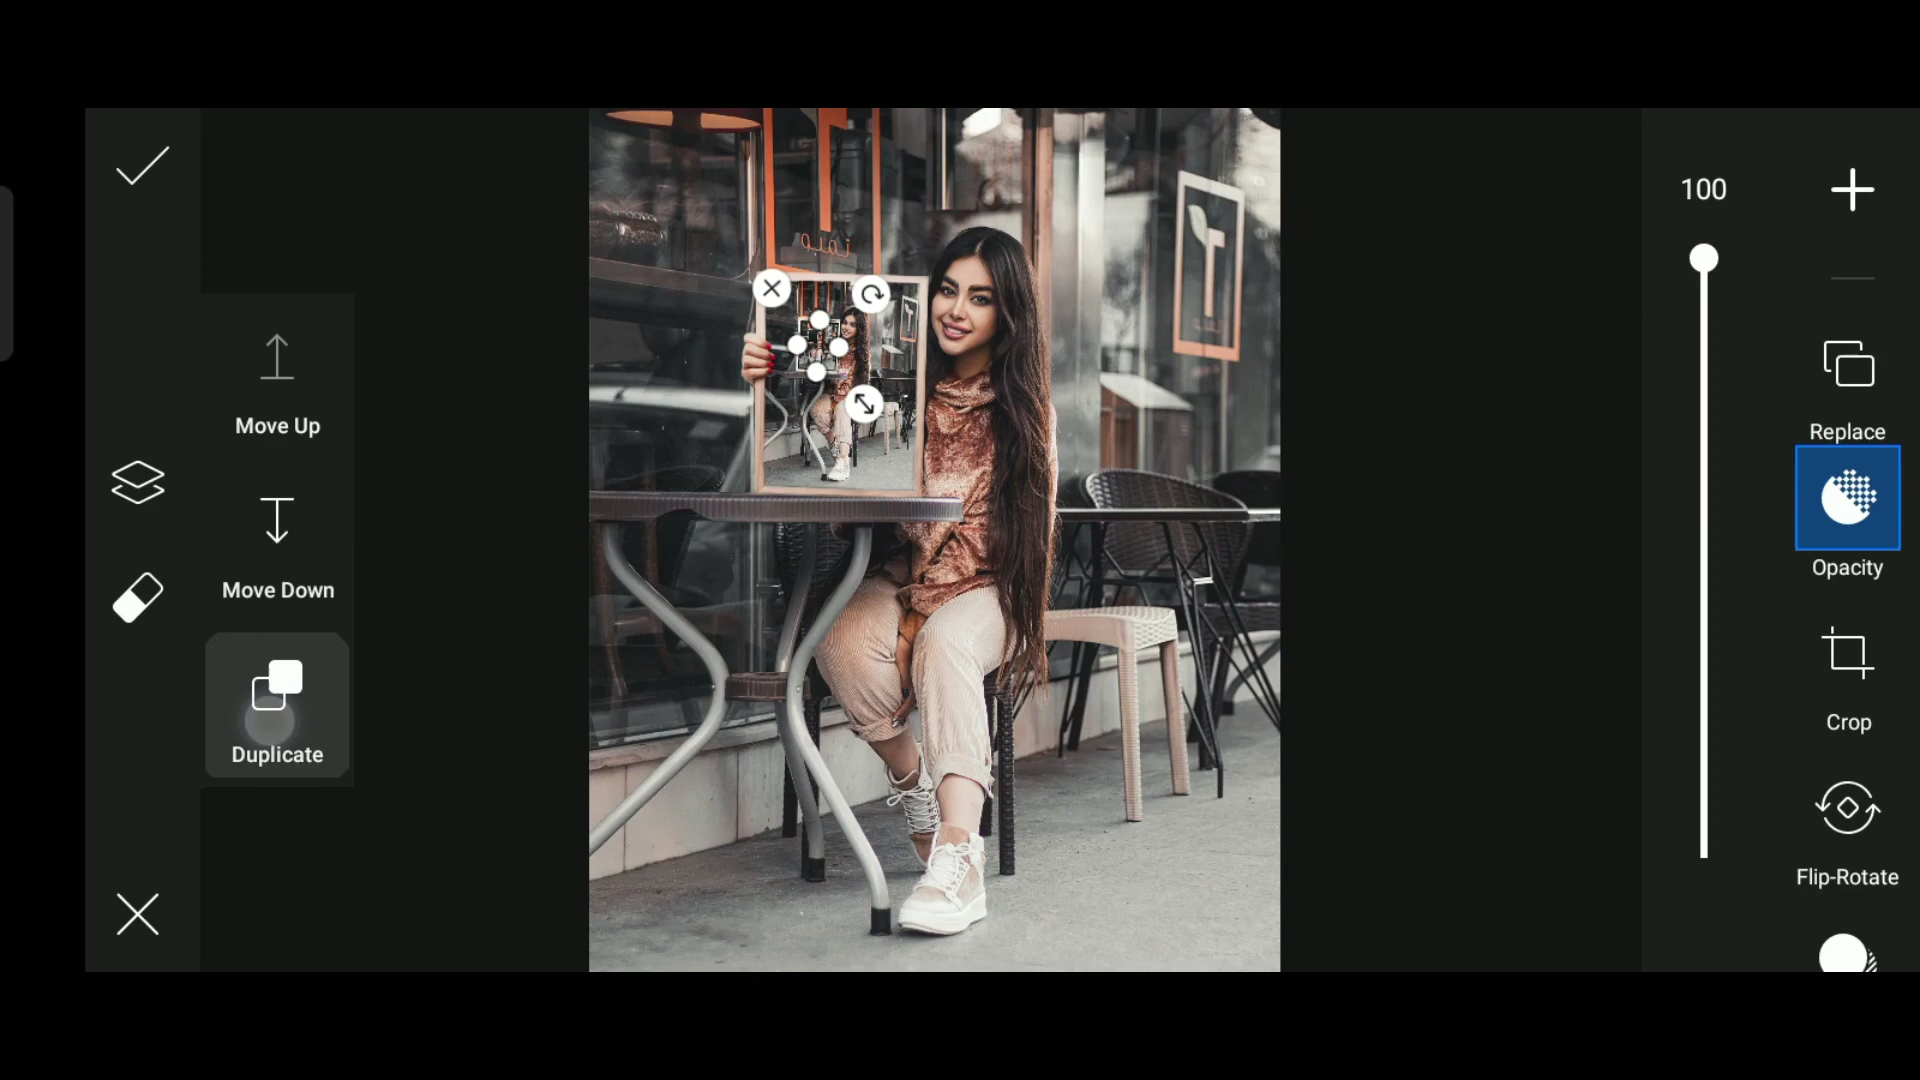 100
Move Up
Replace
Move Down
Opacity
Crop
Duplicate
Flip-Rotate
T